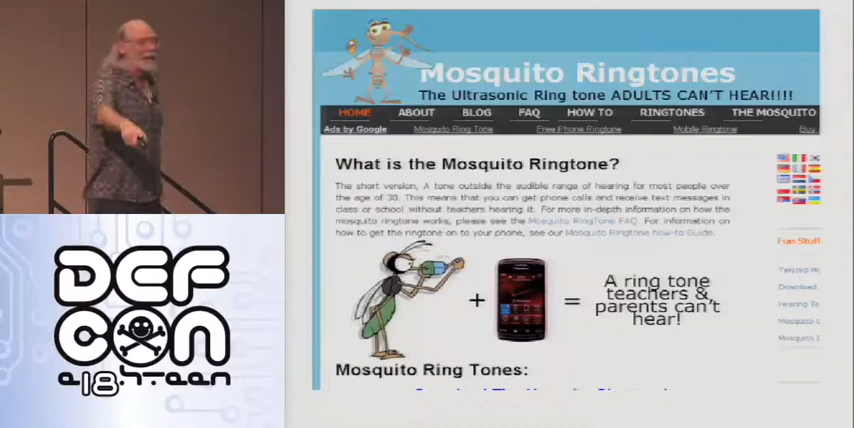 Mosquito Ringtones
The Ultrasonic Ring tone ADULTS CAN'T HEAR!!!!
HOME ABOUT BLOG FAQ HOW TO RINGTONES THE MOSQUITO
Ads by Google Mosquito Ring Tone Free Phone Ringtone Mobile Ringtone Buy
What is the Mosquito Ringtone?
The short version, A tone outside the audible range of hearing for most people over
the age of 30. This means that you can get phone calls and receive text messages in
class or school without teachers hearing it. For more in-depth information on how the
mosquito ringtone works, please see the Mosquito RingTone FAQ. For information on
how to get the ringtone on to your phone, see our Mosquito Ringtone how-to Guide.
Fun Stuff
Download
Hearing Te
+
=
A ring tone
teachers &
parents can't
hear!
Mosquito Ring Tones:
DEF
CON
e18hteen